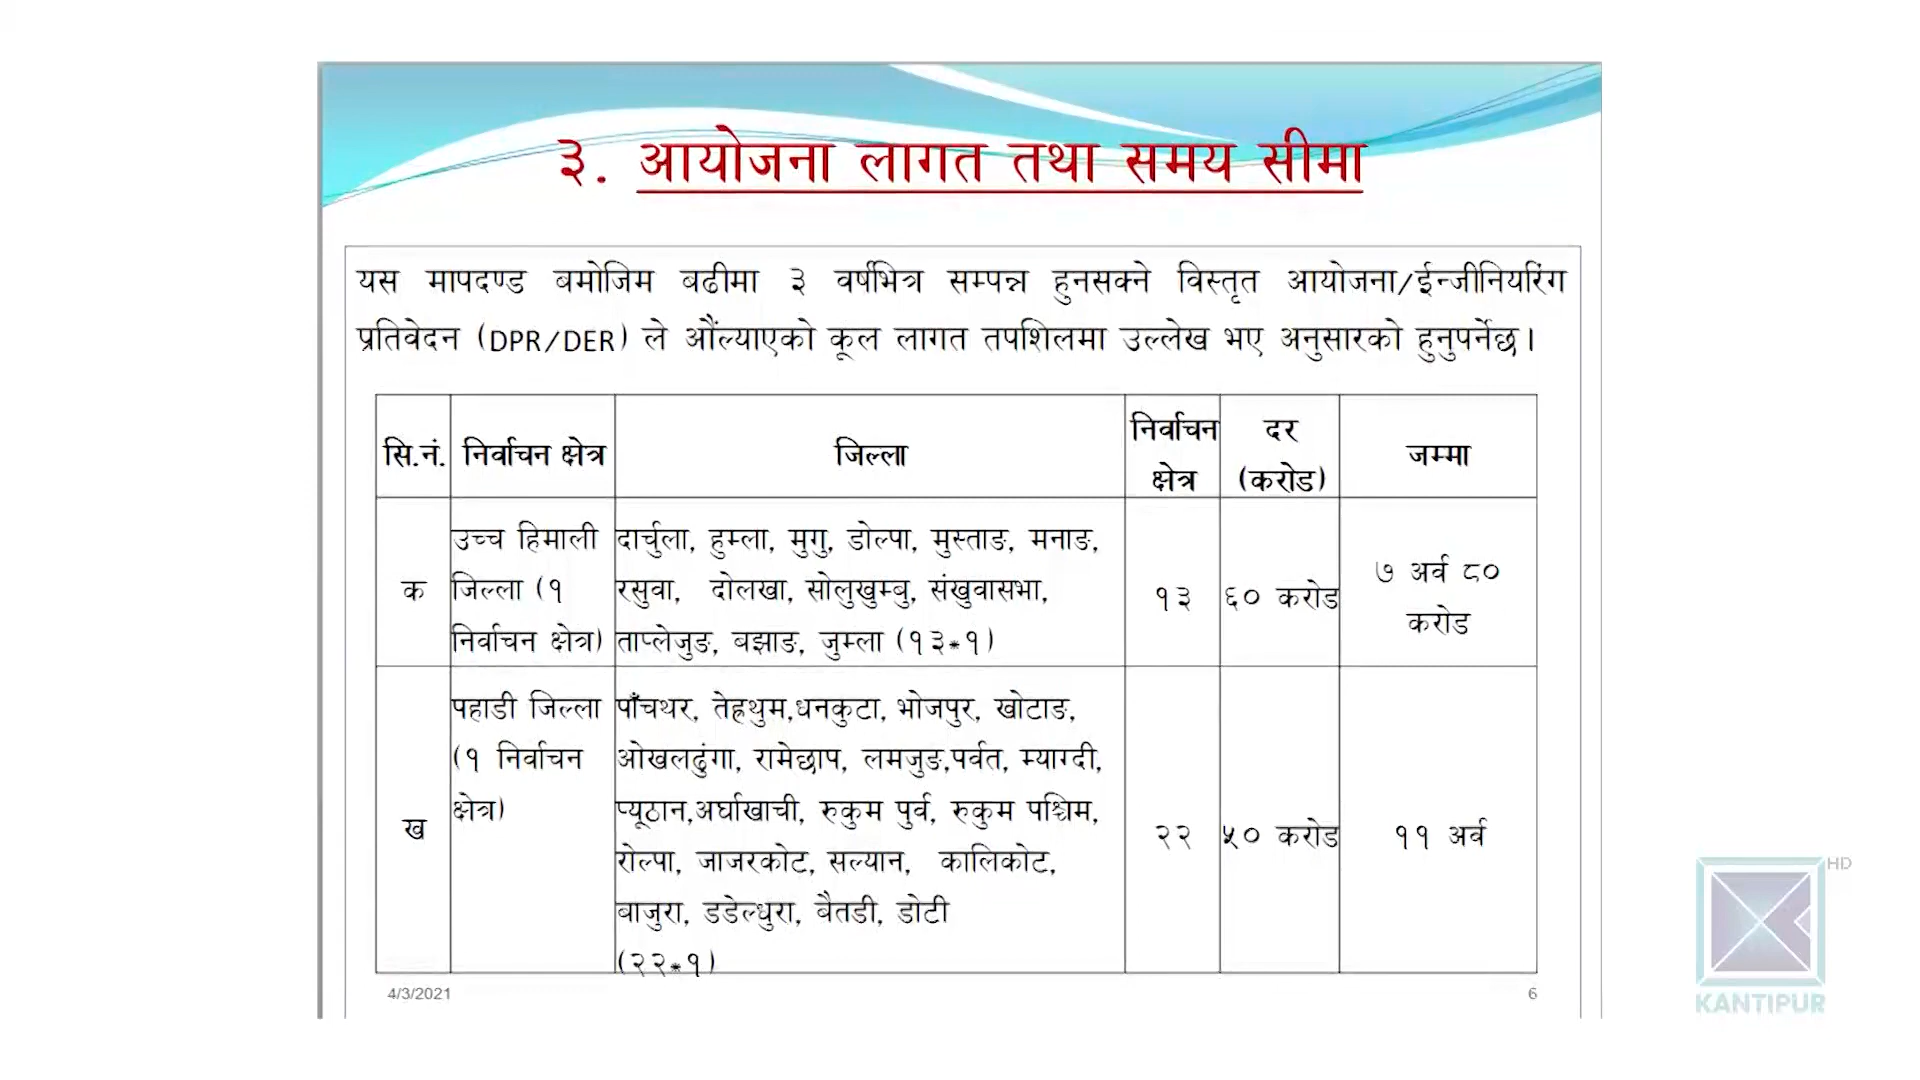 ३. आयोजना लागत तथा समय सीमा
यस मापदण्ड बमोजिम बढीमा ३ वर्षभित्र सम्पन्न हुनसक्ने विस्तृत आयोजना/ईन्जीनियरिंग
प्रतिवेदन (DPR/DER) ले औंल्याएको कूल लागत तपशिलमा उल्लेख भए अनुसारको हुनुपर्नेछ।
सि.नं. निर्वाचन क्षेत्र जिल्ला निर्वाचन क्षेत्र दर (करोड) जम्मा
क
उच्च हिमाली
जिल्ला (१
निर्वाचन क्षेत्र)
दार्चुला, हुम्ला, मुगु, डोल्पा, मुस्ताङ, मनाङ,
रसुवा, दोलखा, सोलुखुम्बु, संखुवासभा,
ताप्लेजुङ, बझाङ, जुम्ला (१३*१)
१३
६० करोड
७ अर्व ८०
करोड
ख
पहाडी जिल्ला
(१ निर्वाचन
क्षेत्र)
पाँचथर, तेह्रथुम,धनकुटा, भोजपुर, खोटाङ,
ओखलढुंगा, रामेछाप, लमजुङ,पर्वत, म्याग्दी,
प्यूठान,अर्घाखाची, रुकुम पुर्व, रुकुम पश्चिम,
रोल्पा, जाजरकोट, सल्यान, कालिकोट,
बाजुरा, डडेल्धुरा, बैतडी, डोटी
(२२*१)
२२
५० करोड
११ अर्व
4/3/2021
6
HD
KANTIPUR